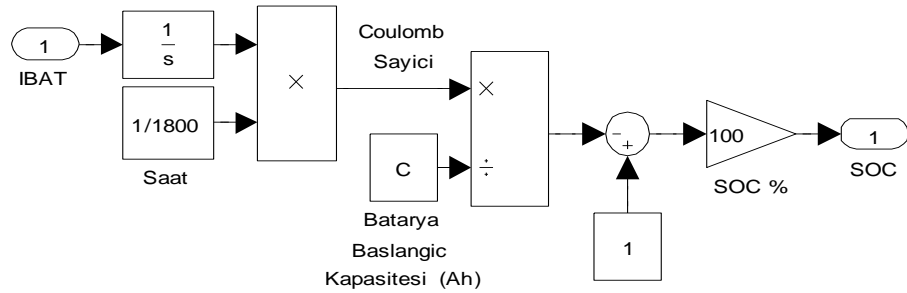 1
IBAT
1
s
1/1800
Saat
×
Coulomb
Sayici
×
÷
C
Batarya
Baslangic
Kapasitesi (Ah)
-
+
1
100
SOC %
1
SOC